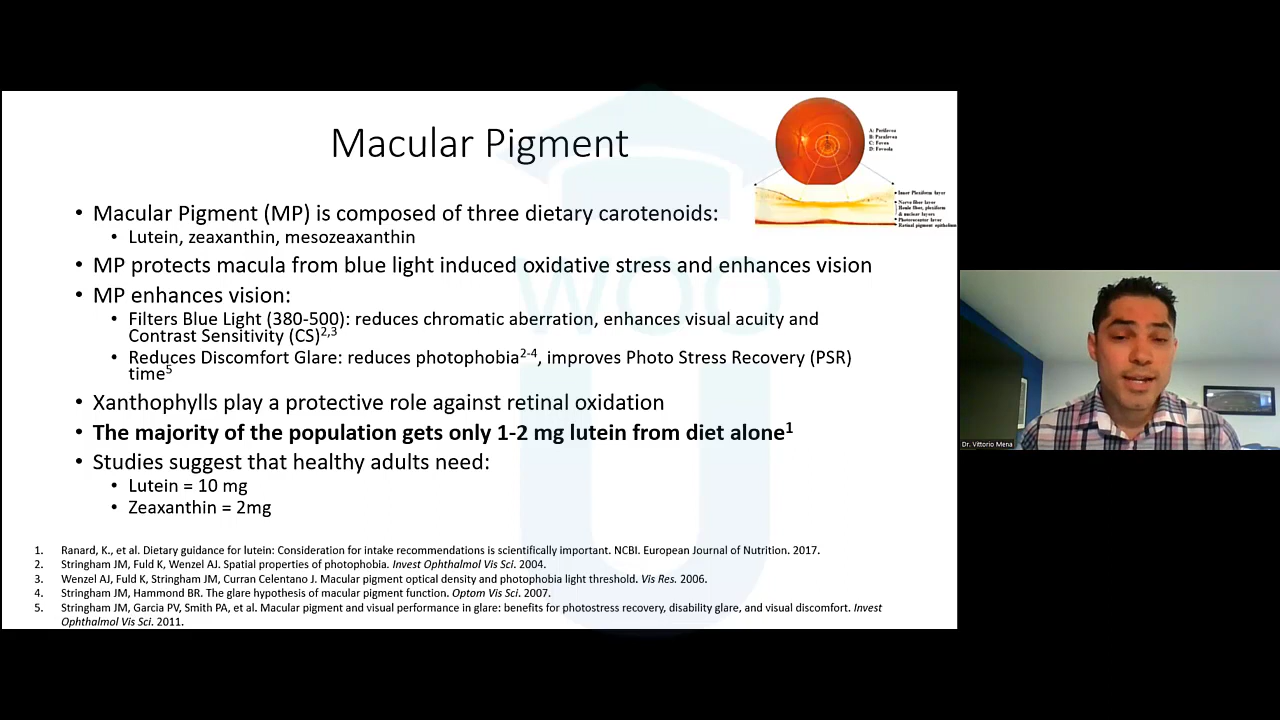 Macular Pigment
A: Perifovea
B: Parafovea
C: Fovea
D: Foveola
• Inner Plexiform layer
• Nerve fiber layer
Henle fiber, plexiform
& nuclear layers
• Photoreceptor layer
• Retinal pigment epithelium
• Macular Pigment (MP) is composed of three dietary carotenoids:
• Lutein, zeaxanthin, mesozeaxanthin
• MP protects macula from blue light induced oxidative stress and enhances vision
• MP enhances vision:
• Filters Blue Light (380-500): reduces chromatic aberration, enhances visual acuity and
Contrast Sensitivity (CS)2,3
• Reduces Discomfort Glare: reduces photophobia2-4, improves Photo Stress Recovery (PSR)
time5
• Xanthophylls play a protective role against retinal oxidation
• The majority of the population gets only 1-2 mg lutein from diet alone1
• Studies suggest that healthy adults need:
• Lutein = 10 mg
• Zeaxanthin = 2mg
1. Ranard, K., et al. Dietary guidance for lutein: Consideration for intake recommendations is scientifically important. NCBI. European Journal of Nutrition. 2017.
2. Stringham JM, Fuld K, Wenzel AJ. Spatial properties of photophobia. Invest Ophthalmol Vis Sci. 2004.
3. Wenzel AJ, Fuld K, Stringham JM, Curran Celentano J. Macular pigment optical density and photophobia light threshold. Vis Res. 2006.
4. Stringham JM, Hammond BR. The glare hypothesis of macular pigment function. Optom Vis Sci. 2007.
5. Stringham JM, Garcia PV, Smith PA, et al. Macular pigment and visual performance in glare: benefits for photostress recovery, disability glare, and visual discomfort. Invest
Ophthalmol Vis Sci. 2011.
WOO
U
Dr. Vittorio Mena